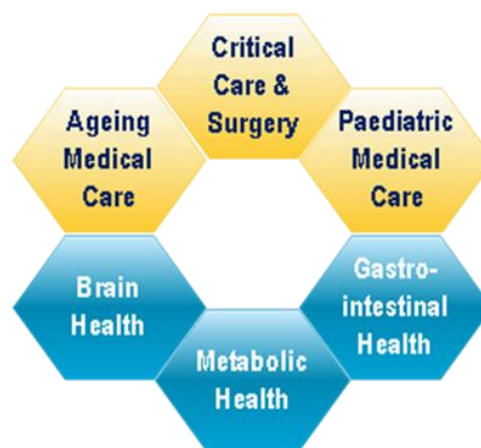 Critical
Care &
Surgery
Ageing
Medical
Care
Paediatric
Medical
Care
Brain
Health
Gastro-
intestinal
Health
Metabolic
Health